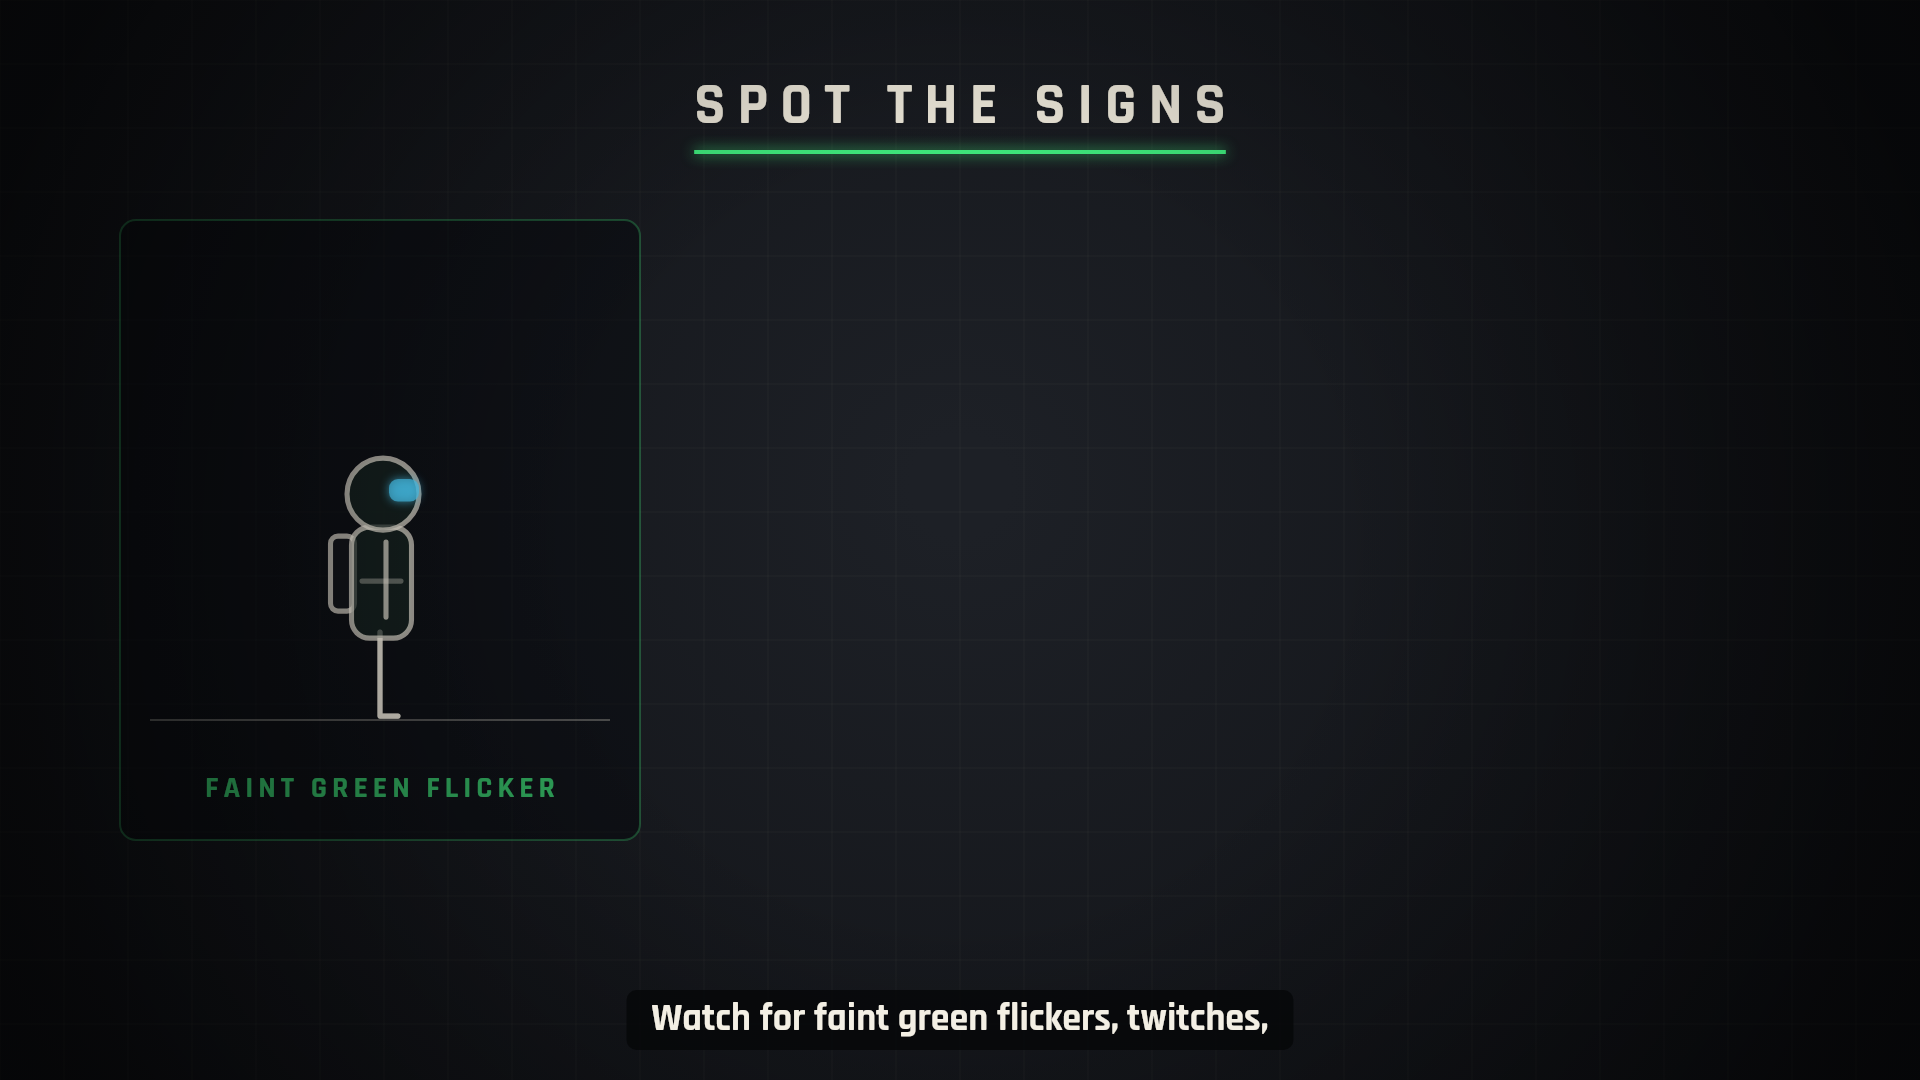 SPOT THE SIGNS
FAINT GREEN FLICKER
Watch for faint green flickers, twitches,